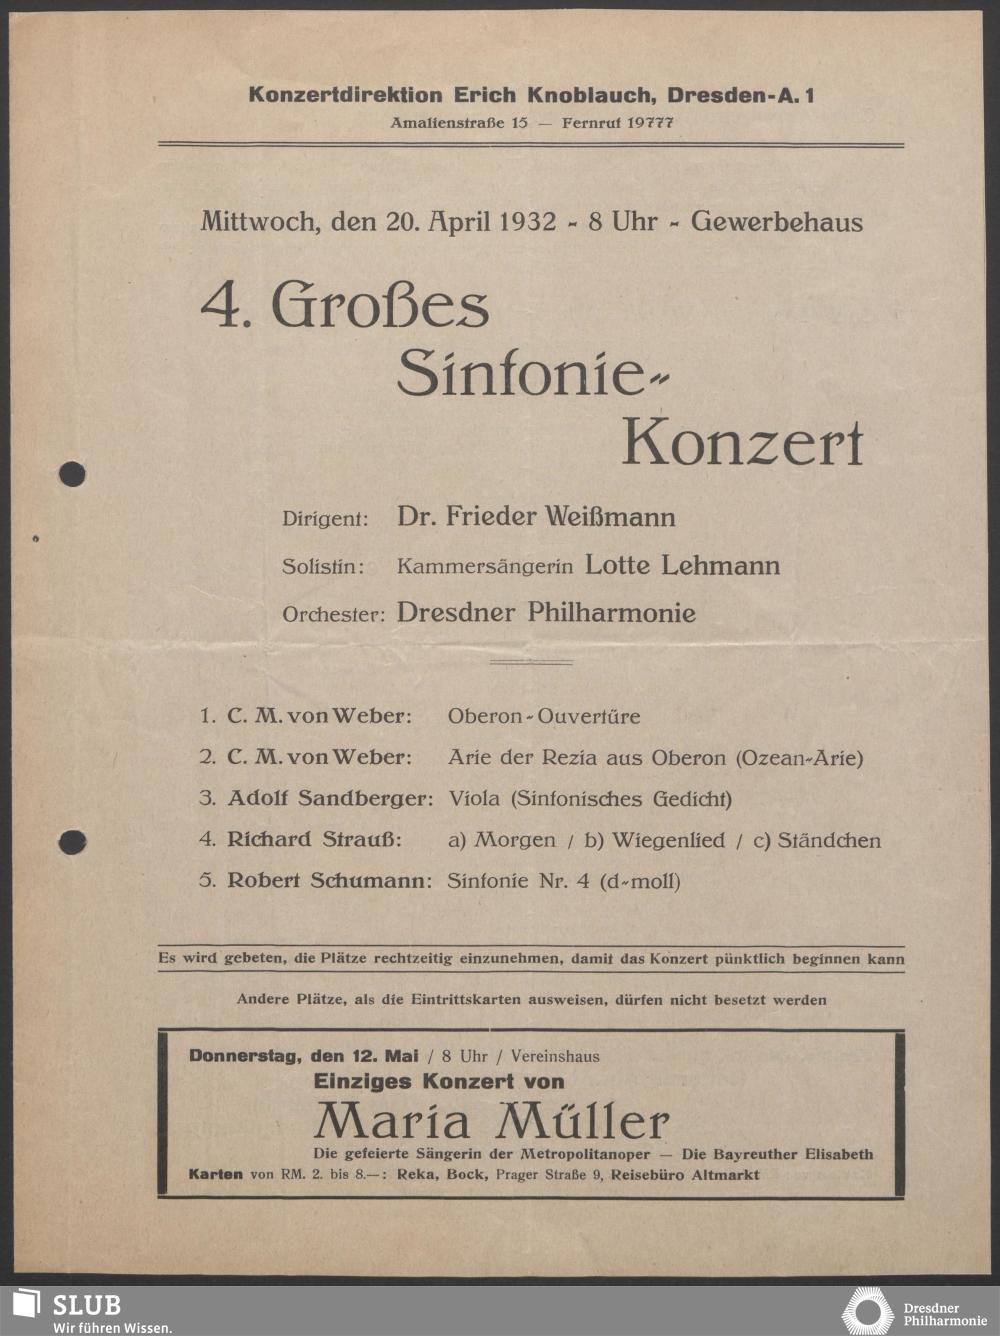 Konzertdirektion Erich Knoblauch, Dresden-A. 1
Amalienstraße 15 — Fernruf 19777
Mittwoch, den 20. April 1932 - 8 Uhr - Gewerbehaus
4. Großes
Sinfonie-
Konzert
Dirigent: Dr. Frieder Weißmann
Solistin: Kammersängerin Lotte Lehmann
Orchester: Dresdner Philharmonie
1. C. M. von Weber: Oberon-Ouvertüre
2. C. M. von Weber: Arie der Rezia aus Oberon (Ozean-Arie)
3. Adolf Sandberger: Viola (Sinfonisches Gedicht)
4. Richard Strauß: a) Morgen / b) Wiegenlied / c) Ständchen
5. Robert Schumann: Sinfonie Nr. 4 (d-moll)
Es wird gebeten, die Plätze rechtzeitig einzunehmen, damit das Konzert pünktlich beginnen kann
Andere Plätze, als die Eintrittskarten ausweisen, dürfen nicht besetzt werden
Donnerstag, den 12. Mai / 8 Uhr / Vereinshaus
Einziges Konzert von
Maria Müller
Die gefeierte Sängerin der Metropolitanoper — Die Bayreuther Elisabeth
Karten von RM. 2. bis 8.—: Reka, Bock, Prager Straße 9, Reisebüro Altmarkt
SLUB
Wir führen Wissen.
Dresdner
Philharmonie